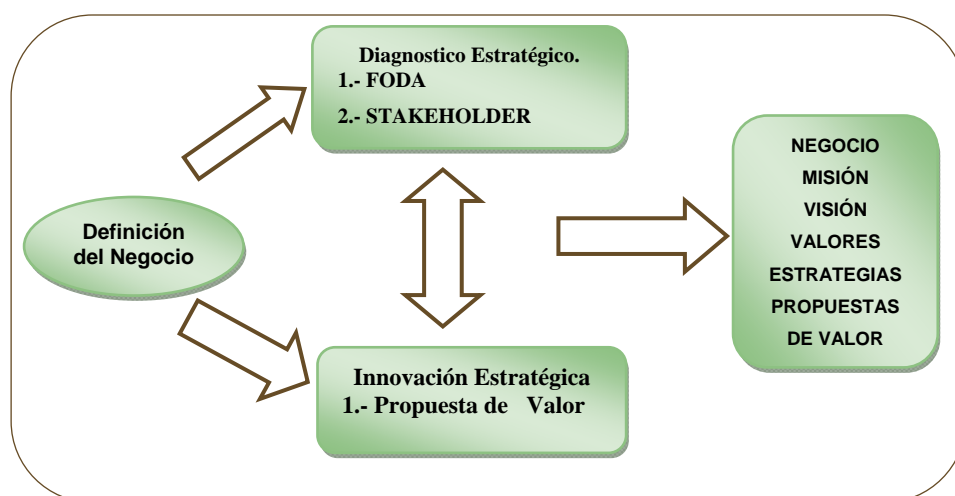 Diagnostico Estratégico.
1.- FODA
2.- STAKEHOLDER
Definición
del Negocio
Innovación Estratégica
1.- Propuesta de Valor
NEGOCIO
MISIÓN
VISIÓN
VALORES
ESTRATEGIAS
PROPUESTAS
DE VALOR